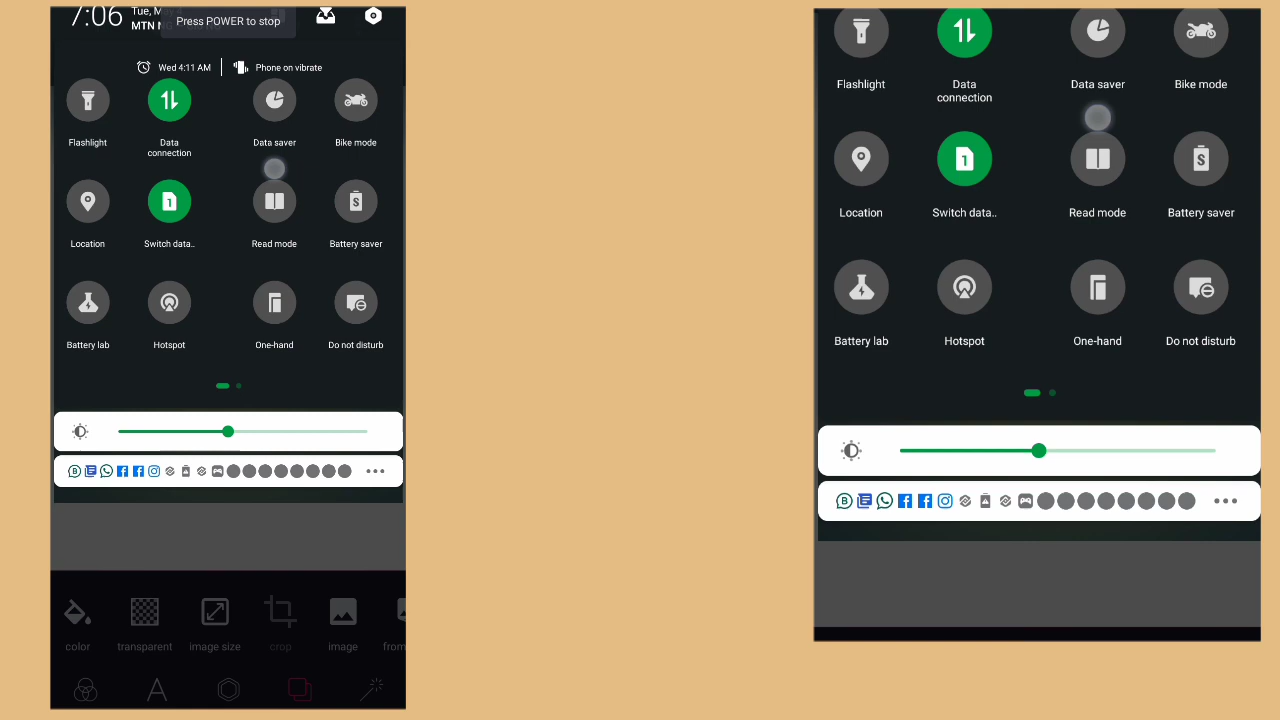 7:06
Tue, May
MTN NG
Press POWER to stop
Wed 4:11 AM
Phone on vibrate
Flashlight
Data
connection
Data saver
Bike mode
Location
Switch data..
Read mode
Battery saver
Battery lab
Hotspot
One-hand
Do not disturb
color
transparent
image size
crop
image
from
Flashlight
Data
connection
Data saver
Bike mode
Location
Switch data..
Read mode
Battery saver
Battery lab
Hotspot
One-hand
Do not disturb